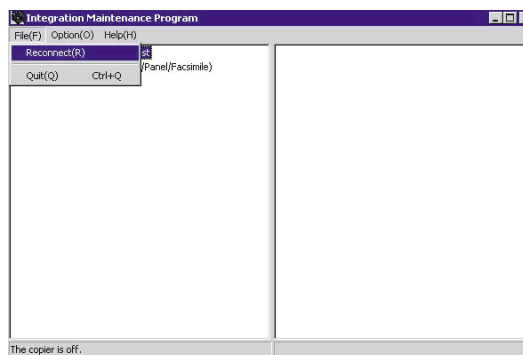 Integration Maintenance Program
File(F) Option(O) Help(H)
Reconnect(R)
st
/Panel/Facsimile)
Quit(Q) Ctrl+Q
The copier is off.